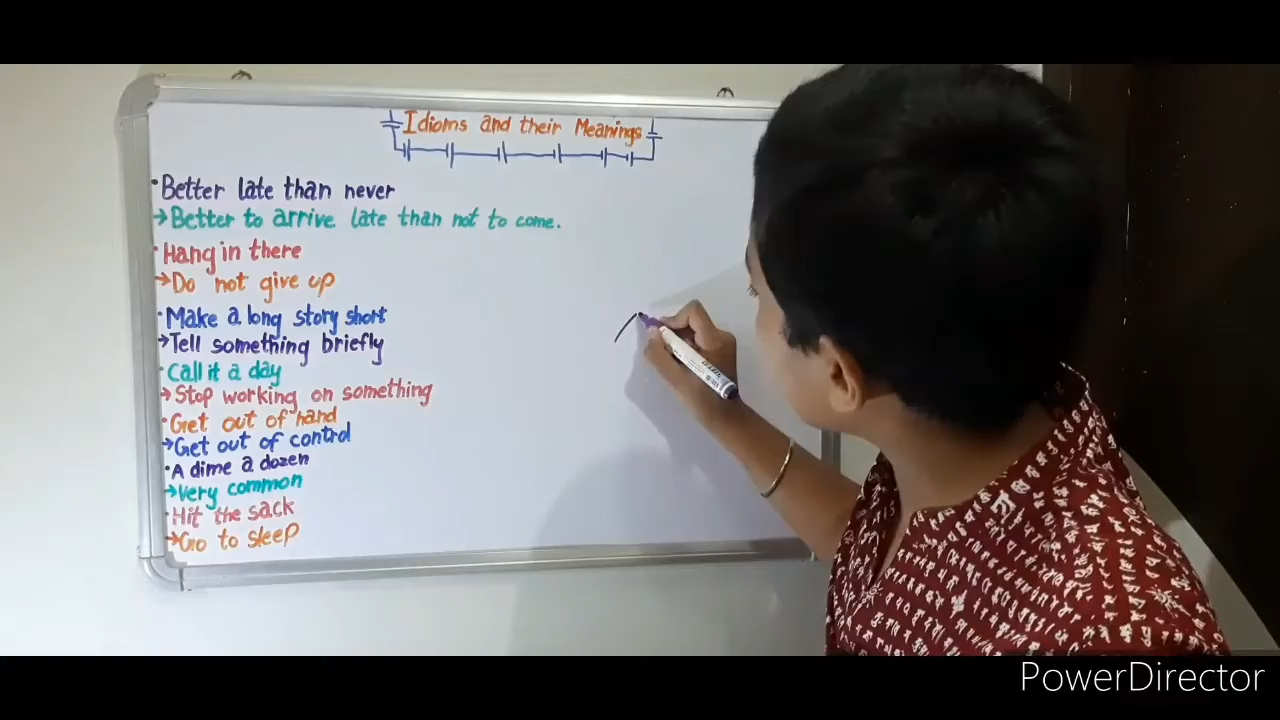 Idioms and their Meanings
• Better late than never
→ Better to arrive late than not to come.
• Hang in there
→ Do not give up
• Make a long story short
→ Tell something briefly
• Call it a day
→ Stop working on something
• Get out of hand
→ Get out of control
• A dime a dozen
→ Very common
• Hit the sack
→ Go to sleep
PowerDirector